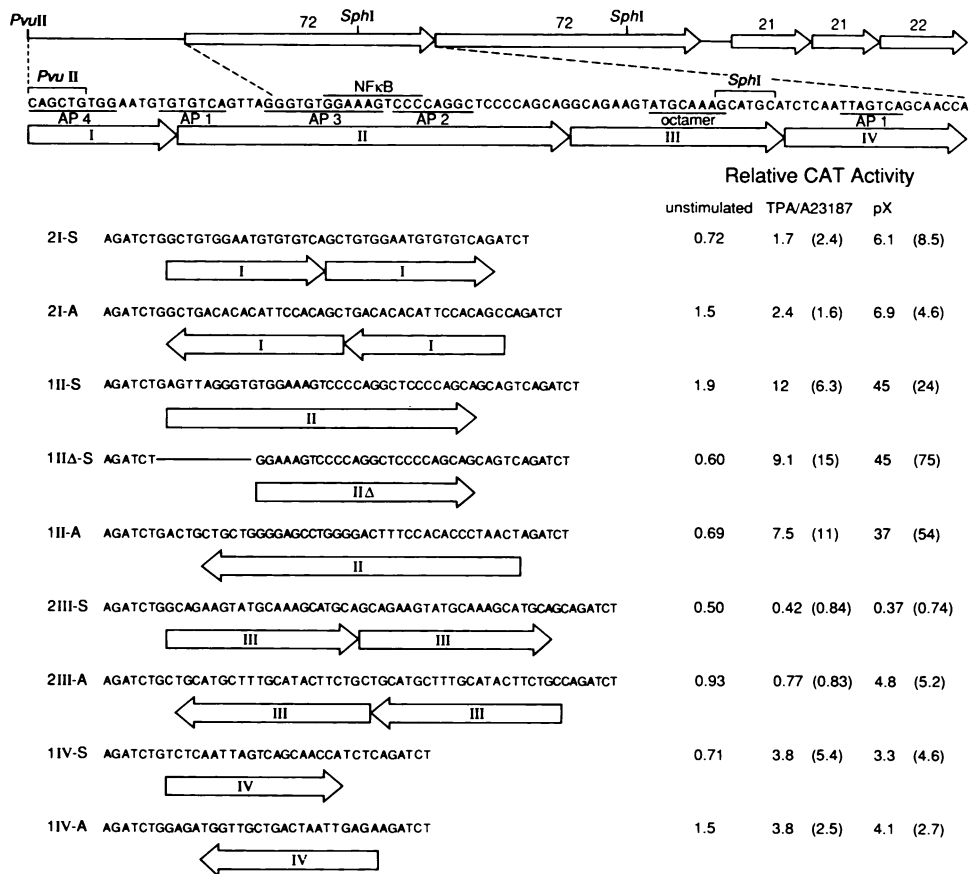 PvuII 72 SphI 72 SphI 21 21 22
Pvu II NFκB SphI
CAGCTGTGGAATGTGTGTCAGTTAGGGTGTGGAAAGTCCCCAGGCTCCCCAGCAGGCAGAAGTATGCAAAGCATGCATCTCAATTAGTCAGCAACCA
AP 4 AP 1 AP 3 AP 2 octamer AP 1
I II III IV
Relative CAT Activity
unstimulated TPA/A23187 pX
2I-S AGATCTGGCTGTGGAATGTGTGTCAGCTGTGGAATGTGTGTCAGATCT 0.72 1.7 (2.4) 6.1 (8.5)
I I
2I-A AGATCTGGCTGACACACATTCCACAGCTGACACACATTCCACAGCCAGATCT 1.5 2.4 (1.6) 6.9 (4.6)
I I
1II-S AGATCTGAGTTAGGGTGTGGAAAGTCCCCAGGCTCCCCAGCAGCAGTCAGATCT 1.9 12 (6.3) 45 (24)
II
1IIΔ-S AGATCT GGAAAGTCCCCAGGCTCCCCAGCAGCAGTCAGATCT 0.60 9.1 (15) 45 (75)
IIΔ
1II-A AGATCTGACTGCTGCTGGGGAGCCTGGGGACTTTCCACACCCTAACTAGATCT 0.69 7.5 (11) 37 (54)
II
2III-S AGATCTGGCAGAAGTATGCAAAGCATGCAGCAGAAGTATGCAAAGCATGCAGCAGATCT 0.50 0.42 (0.84) 0.37 (0.74)
III III
2III-A AGATCTGCTGCATGCTTTGCATACTTCTGCTGCATGCTTTGCATACTTCTGCCAGATCT 0.93 0.77 (0.83) 4.8 (5.2)
III III
1IV-S AGATCTGTCTCAATTAGTCAGCAACCATCTCAGATCT 0.71 3.8 (5.4) 3.3 (4.6)
IV
1IV-A AGATCTGGAGATGGTTGCTGACTAATTGAGAAGATCT 1.5 3.8 (2.5) 4.1 (2.7)
IV